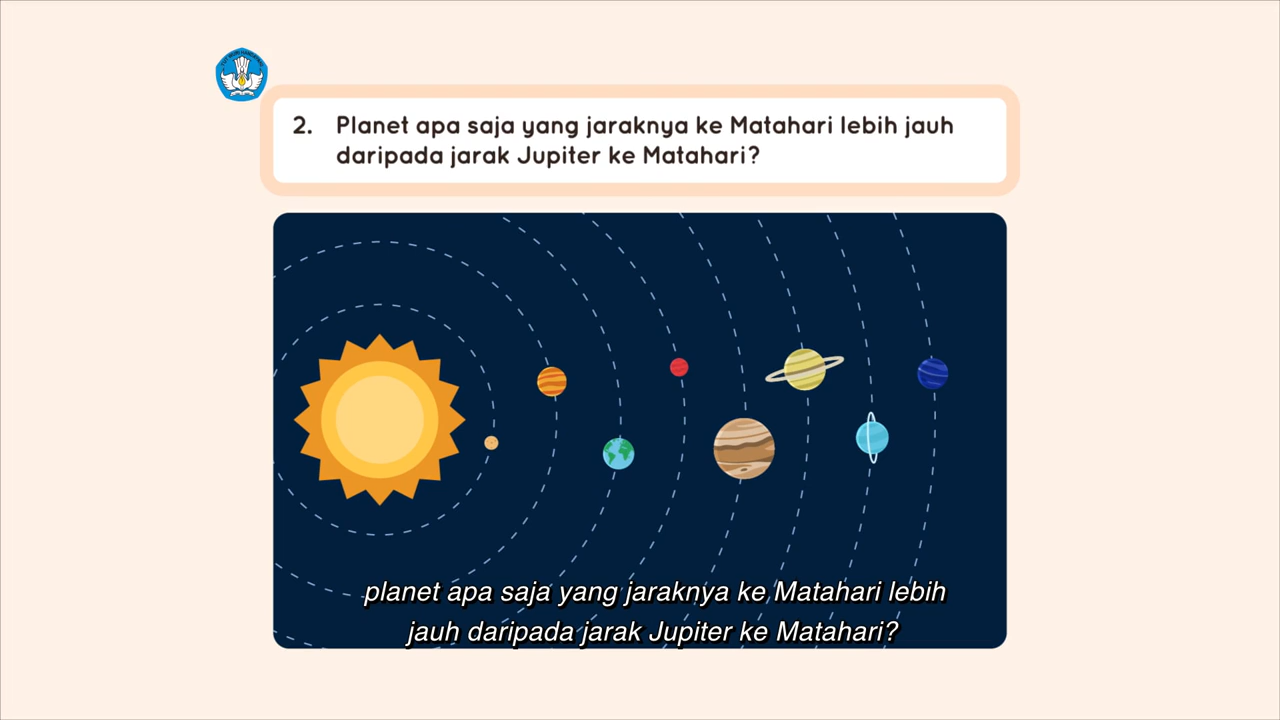 2. Planet apa saja yang jaraknya ke Matahari lebih jauh
daripada jarak Jupiter ke Matahari?
planet apa saja yang jaraknya ke Matahari lebih
jauh daripada jarak Jupiter ke Matahari?